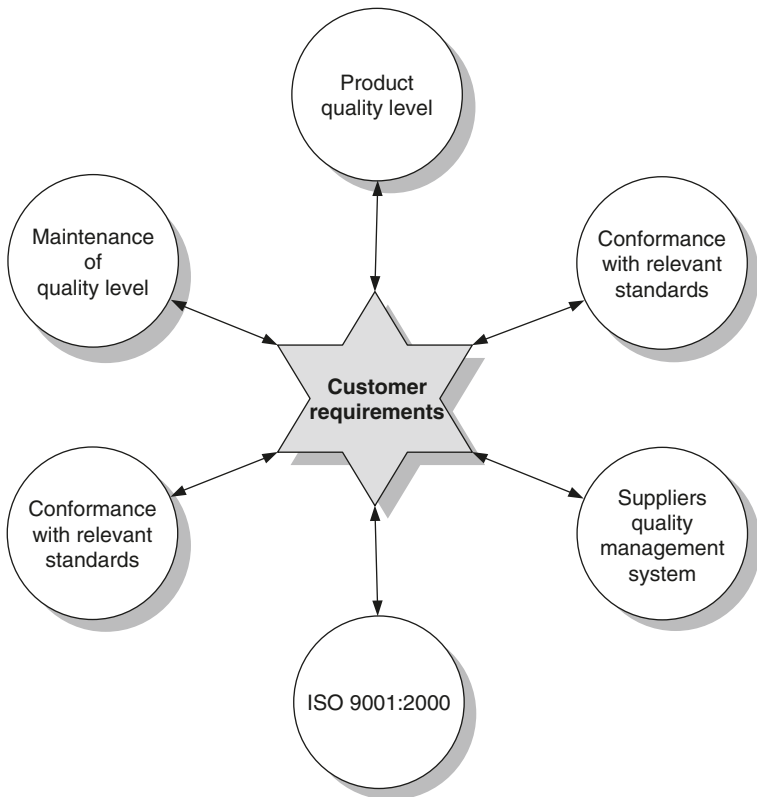 Product
quality level
Maintenance
of
quality level
Conformance
with relevant
standards
Customer
requirements
Conformance
with relevant
standards
Suppliers
quality
management
system
ISO 9001:2000